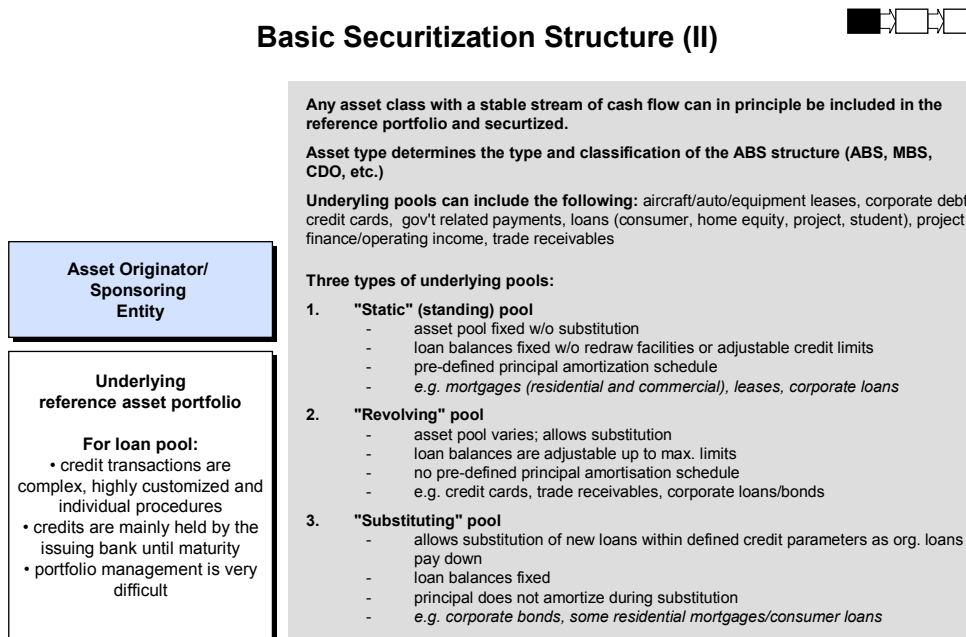 Basic Securitization Structure (II)
Any asset class with a stable stream of cash flow can in principle be included in the
reference portfolio and securtized.
Asset type determines the type and classification of the ABS structure (ABS, MBS,
CDO, etc.)
Underyling pools can include the following: aircraft/auto/equipment leases, corporate debt
credit cards, gov't related payments, loans (consumer, home equity, project, student), project
finance/operating income, trade receivables
Asset Originator/
Sponsoring
Entity
Underlying
reference asset portfolio
For loan pool:
• credit transactions are
complex, highly customized and
individual procedures
• credits are mainly held by the
issuing bank until maturity
• portfolio management is very
difficult
Three types of underlying pools:
1. "Static" (standing) pool
- asset pool fixed w/o substitution
- loan balances fixed w/o redraw facilities or adjustable credit limits
- pre-defined principal amortization schedule
- e.g. mortgages (residential and commercial), leases, corporate loans
2. "Revolving" pool
- asset pool varies; allows substitution
- loan balances are adjustable up to max. limits
- no pre-defined principal amortisation schedule
- e.g. credit cards, trade receivables, corporate loans/bonds
3. "Substituting" pool
- allows substitution of new loans within defined credit parameters as org. loans
pay down
- loan balances fixed
- principal does not amortize during substitution
- e.g. corporate bonds, some residential mortgages/consumer loans